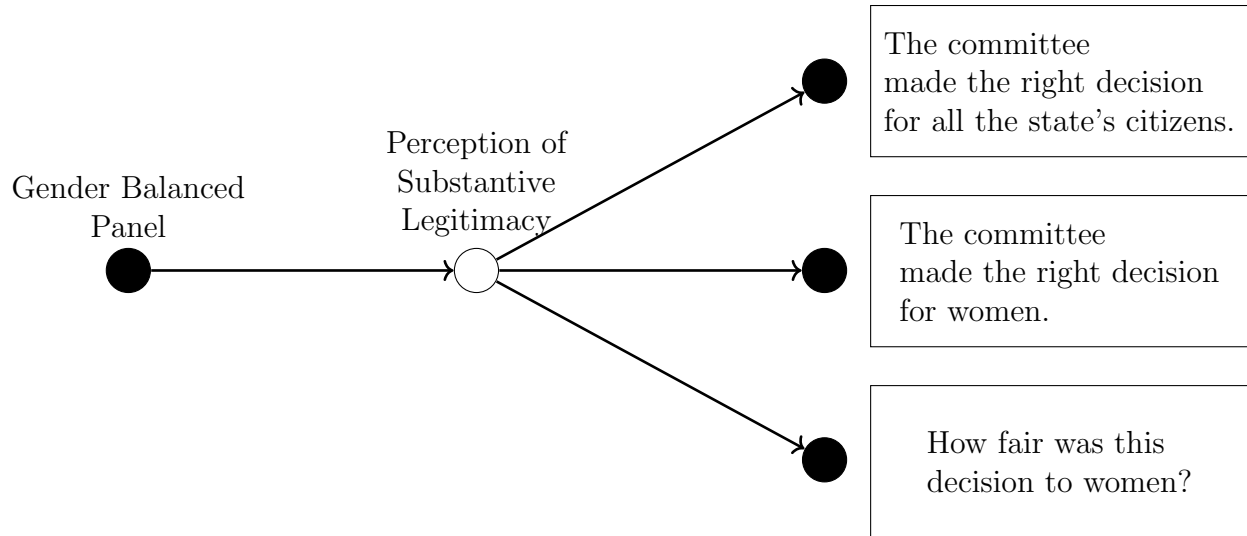 Gender Balanced
Panel
Perception of
Substantive
Legitimacy
The committee
made the right decision
for all the state's citizens.
The committee
made the right decision
for women.
How fair was this
decision to women?